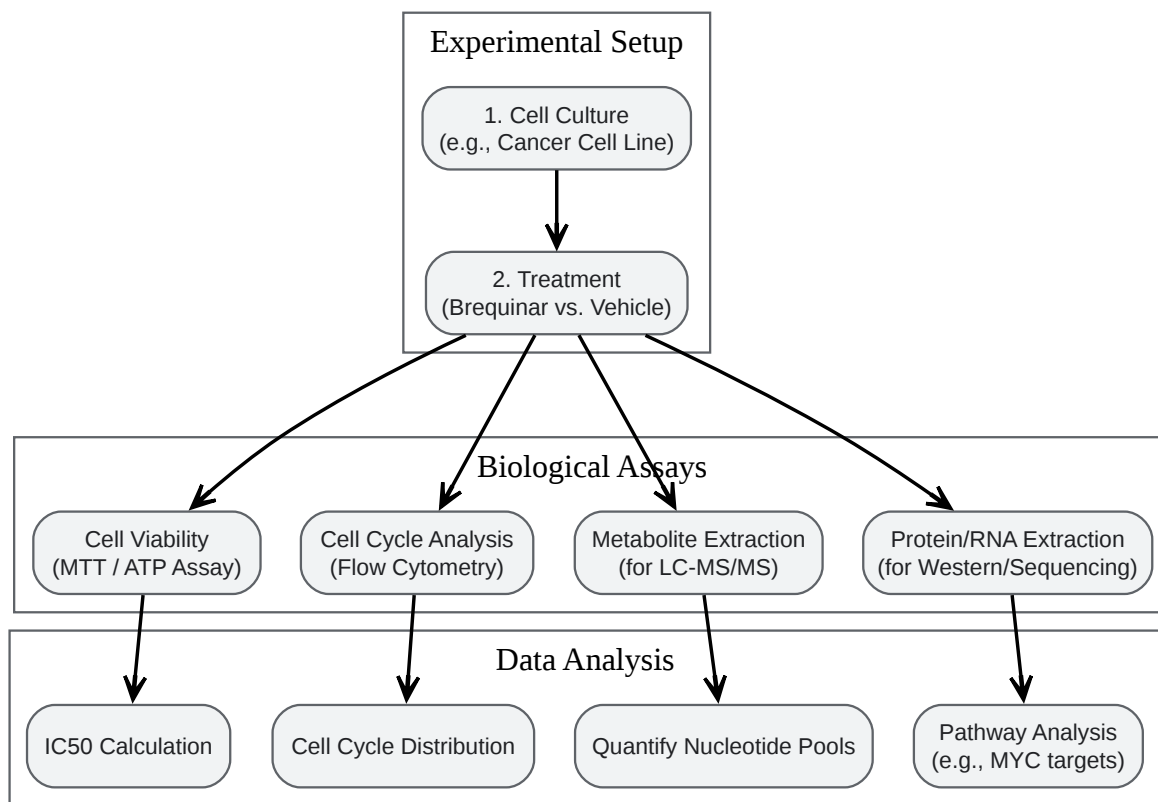 Experimental Setup
1. Cell Culture
(e.g., Cancer Cell Line)
2. Treatment
(Brequinar vs. Vehicle)
Biological Assays
Cell Viability
(MTT / ATP Assay)
Cell Cycle Analysis
(Flow Cytometry)
Metabolite Extraction
(for LC-MS/MS)
Protein/RNA Extraction
(for Western/Sequencing)
Data Analysis
IC50 Calculation
Cell Cycle Distribution
Quantify Nucleotide Pools
Pathway Analysis
(e.g., MYC targets)